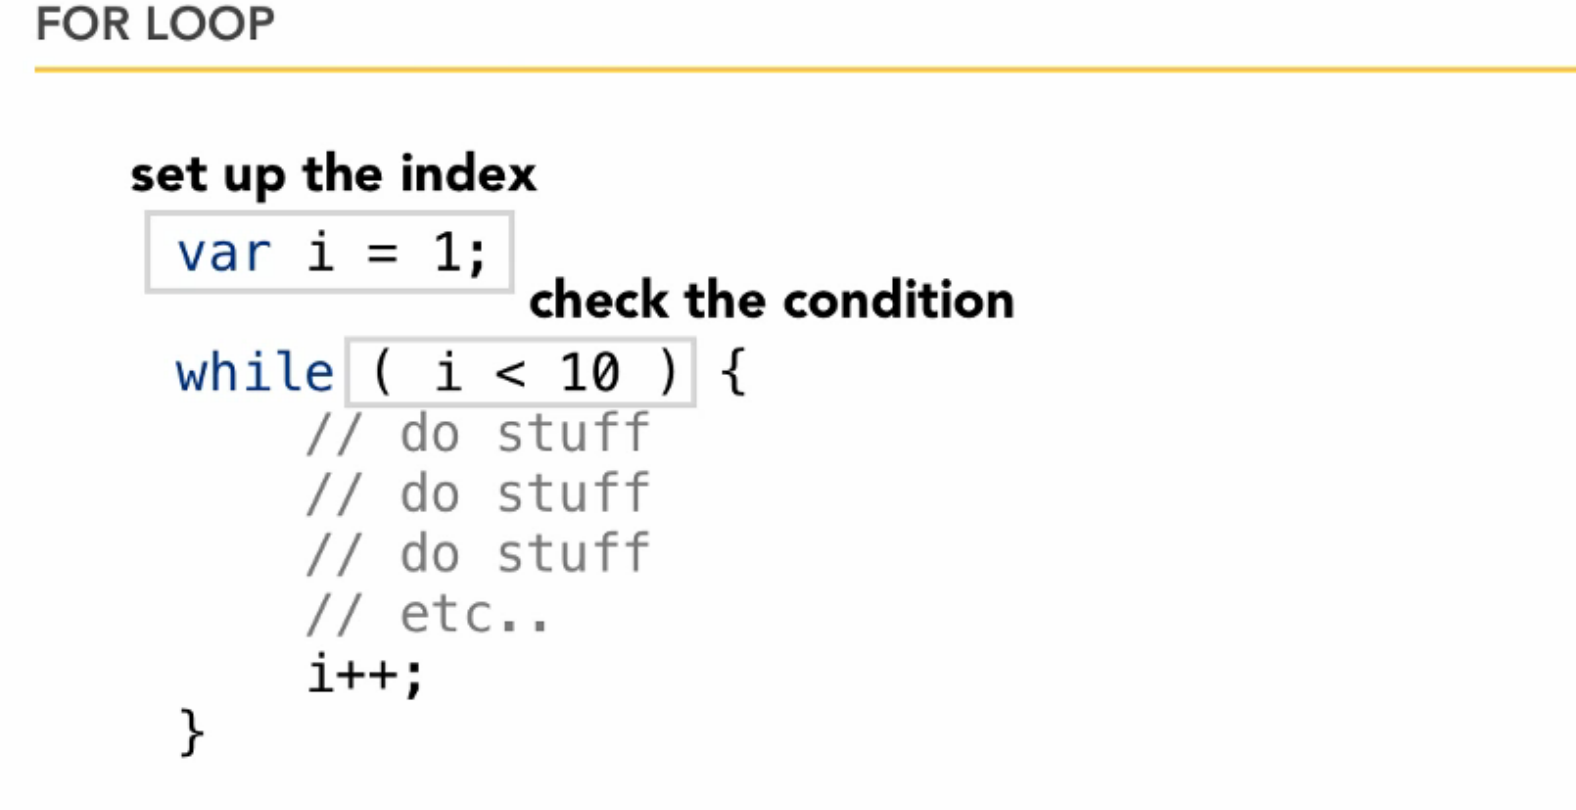 FOR LOOP
set up the index
var i = 1;
check the condition
while ( i < 10 ) {
// do stuff
// do stuff
// do stuff
// etc..
i++;
}